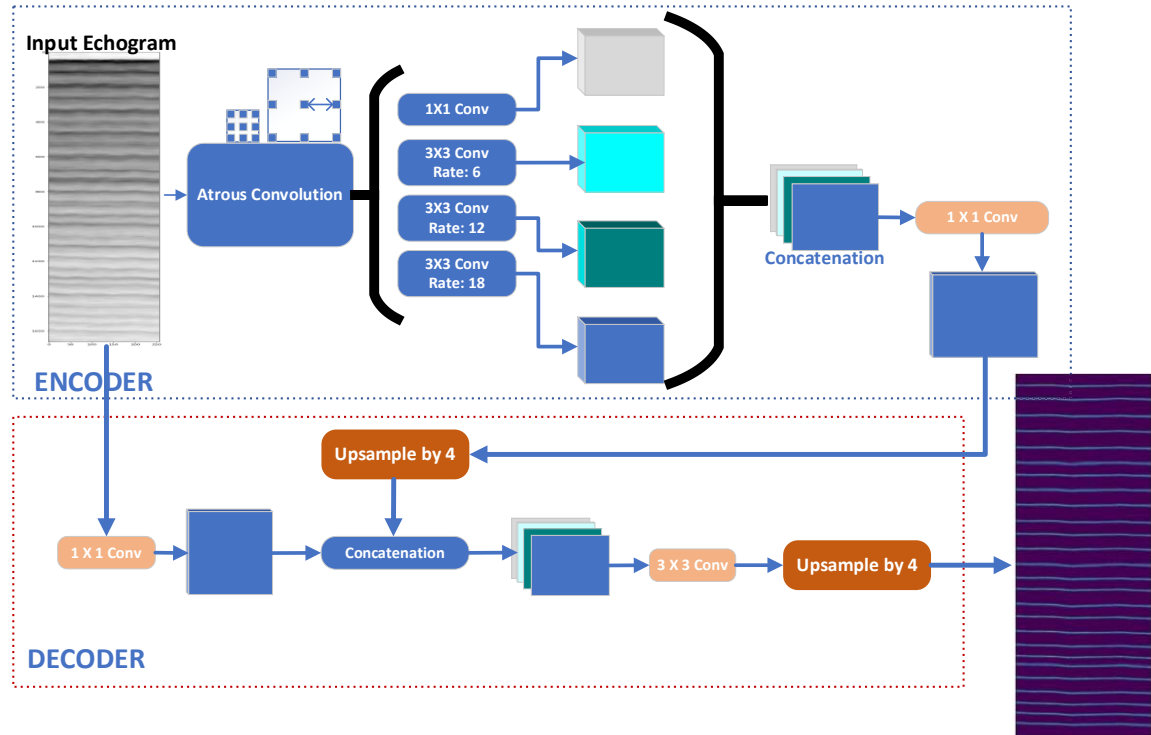 Input Echogram
Atrous Convolution
1X1 Conv
3X3 Conv
Rate: 6
3X3 Conv
Rate: 12
3X3 Conv
Rate: 18
Concatenation
1 X 1 Conv
ENCODER
Upsample by 4
1 X 1 Conv
Concatenation
3 X 3 Conv
Upsample by 4
DECODER